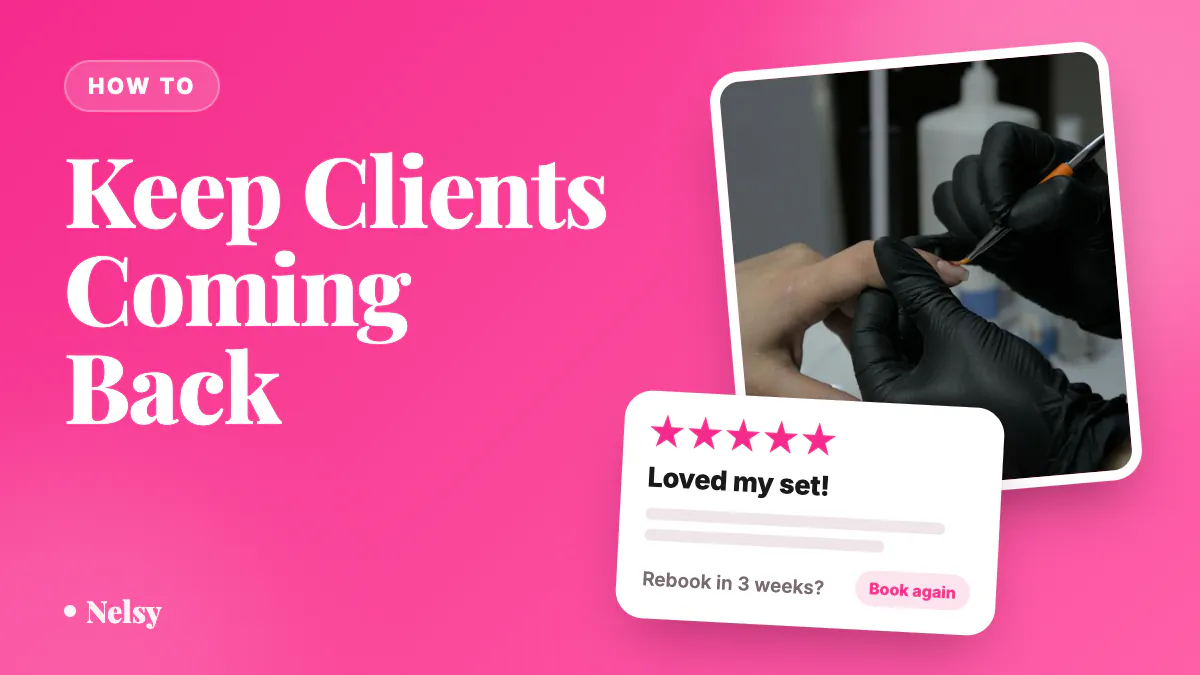 HOW TO
Keep Clients
Coming
Back
★★★★★
Loved my set!
Rebook in 3 weeks?
Book again
Nelsy